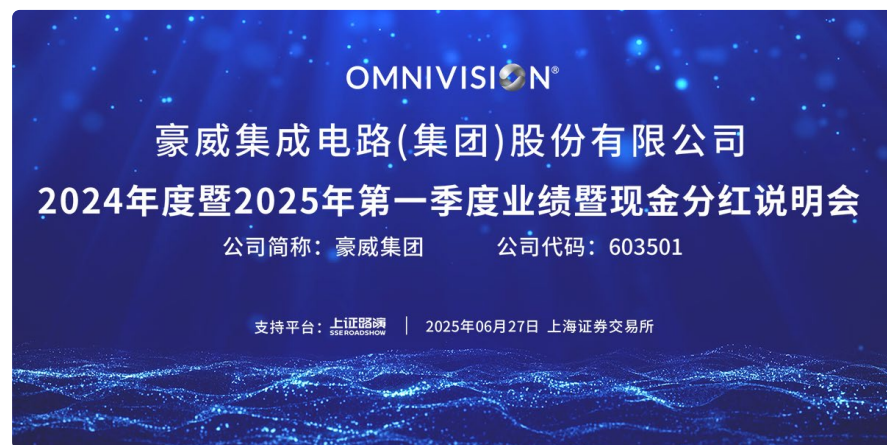 OMNIVISION®
豪威集成电路(集团)股份有限公司
2024年度暨2025年第一季度业绩暨现金分红说明会
公司简称：豪威集团 公司代码：603501
支持平台：上证路演 SSE ROADSHOW | 2025年06月27日 上海证券交易所